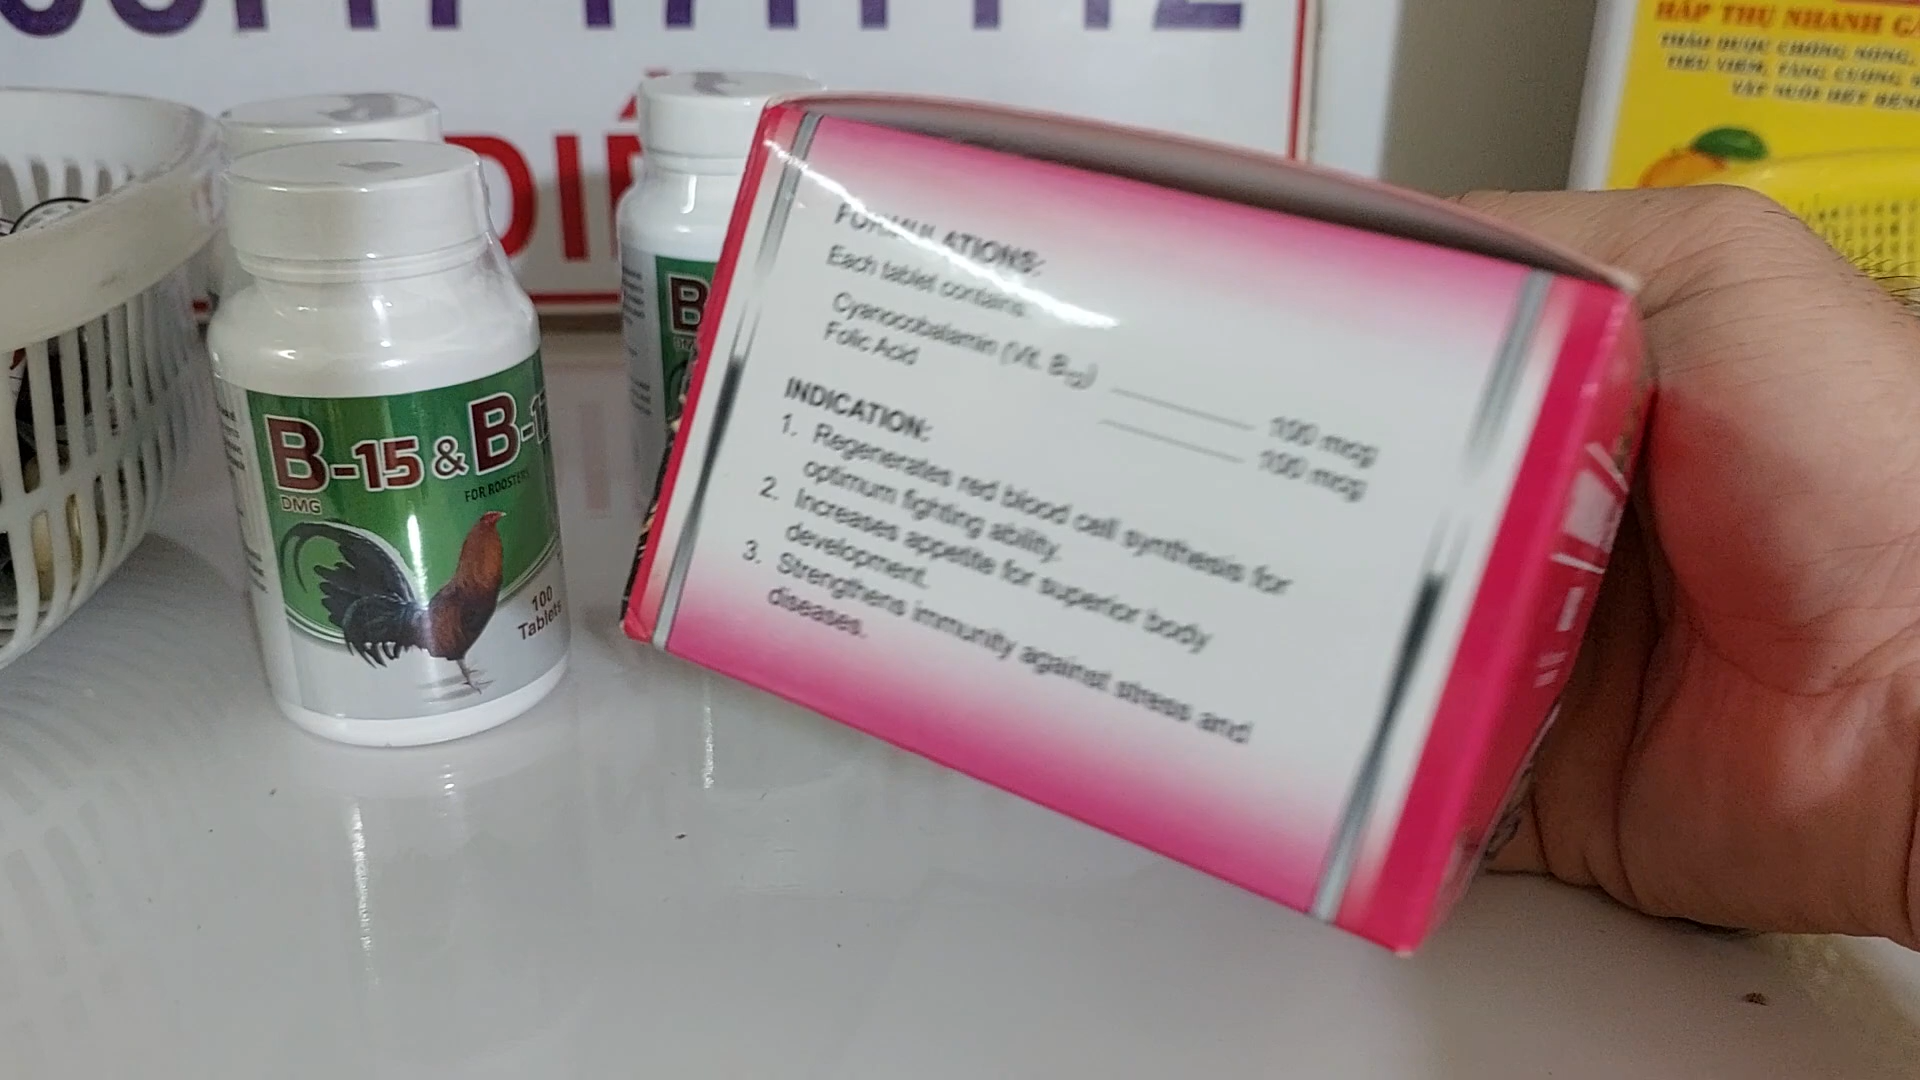 HẤP THỤ NHANH
DIỀ
B-15 & B-12
DMG
FOR ROOSTERS
100
Tablets
B
FORMULATIONS:
Each tablet contains:
Cyanocobalamin (Vit. B12) 100 mcg
Folic Acid 100 mcg
INDICATION:
1. Regenerates red blood cell synthesis for
optimum fighting ability.
2. Increases appetite for superior body
development.
3. Strengthens immunity against stress and
diseases.